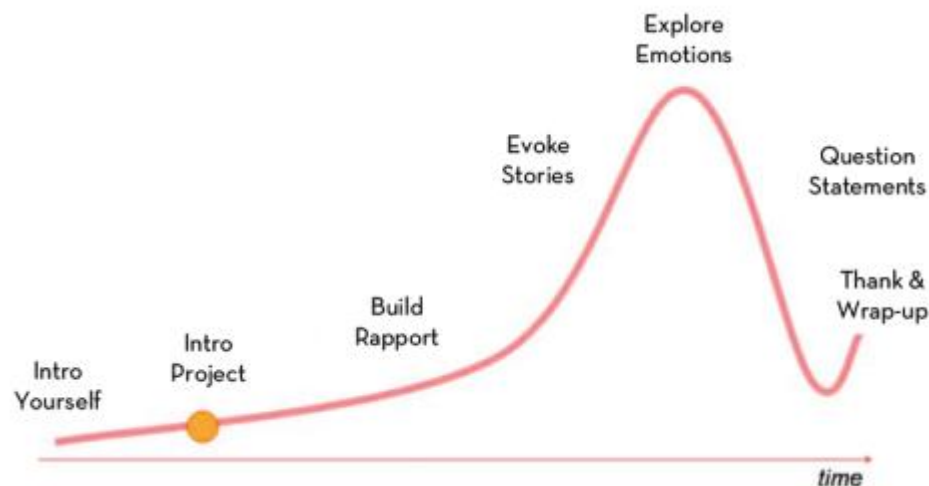 Explore
Emotions
Evoke
Stories
Question
Statements
Thank &
Wrap-up
Build
Rapport
Intro
Project
Intro
Yourself
time